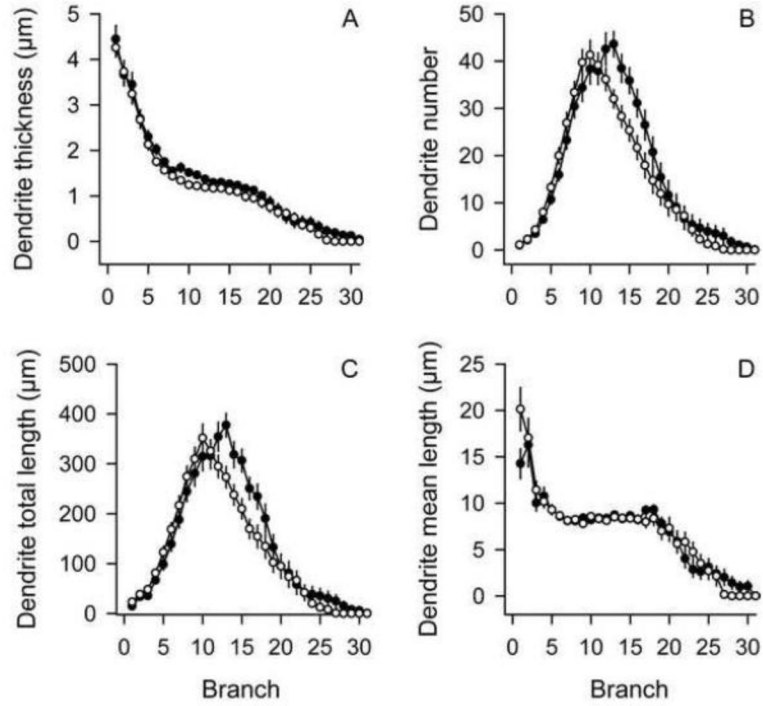 A
Dendrite thickness (μm)
5
4
3
2
1
0
0 5 10 15 20 25 30
B
Dendrite number
50
40
30
20
10
0
0 5 10 15 20 25 30
C
Dendrite total length (μm)
500
400
300
200
100
0
0 5 10 15 20 25 30
Branch
D
Dendrite mean length (μm)
25
20
15
10
5
0
0 5 10 15 20 25 30
Branch